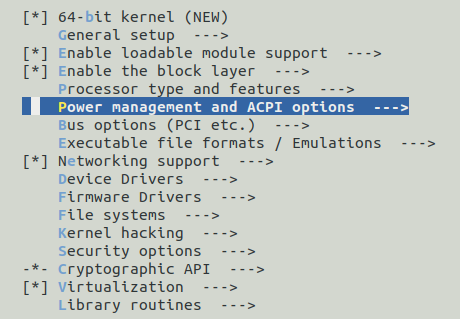 [*] 64-bit kernel (NEW)
General setup --->
[*] Enable loadable module support --->
[*] Enable the block layer --->
Processor type and features --->
Power management and ACPI options --->
Bus options (PCI etc.) --->
Executable file formats / Emulations --->
[*] Networking support --->
Device Drivers --->
Firmware Drivers --->
File systems --->
Kernel hacking --->
Security options --->
-*- Cryptographic API --->
[*] Virtualization --->
Library routines --->